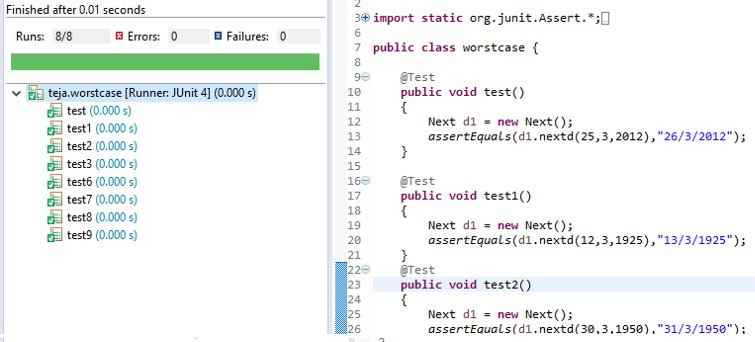 Finished after 0.01 seconds
Runs: 8/8 Errors: 0 Failures: 0
teja.worstcase [Runner: JUnit 4] (0.000 s)
test (0.000 s)
test1 (0.000 s)
test2 (0.000 s)
test3 (0.000 s)
test6 (0.000 s)
test7 (0.000 s)
test8 (0.000 s)
test9 (0.000 s)
2
3 import static org.junit.Assert.*;
6
7 public class worstcase {
8
9 @Test
10 public void test()
11 {
12 Next d1 = new Next();
13 assertEquals(d1.nextd(25,3,2012),"26/3/2012");
14 }
15
16 @Test
17 public void test1()
18 {
19 Next d1 = new Next();
20 assertEquals(d1.nextd(12,3,1925),"13/3/1925");
21 }
22 @Test
23 public void test2()
24 {
25 Next d1 = new Next();
26 assertEquals(d1.nextd(30,3,1950),"31/3/1950");